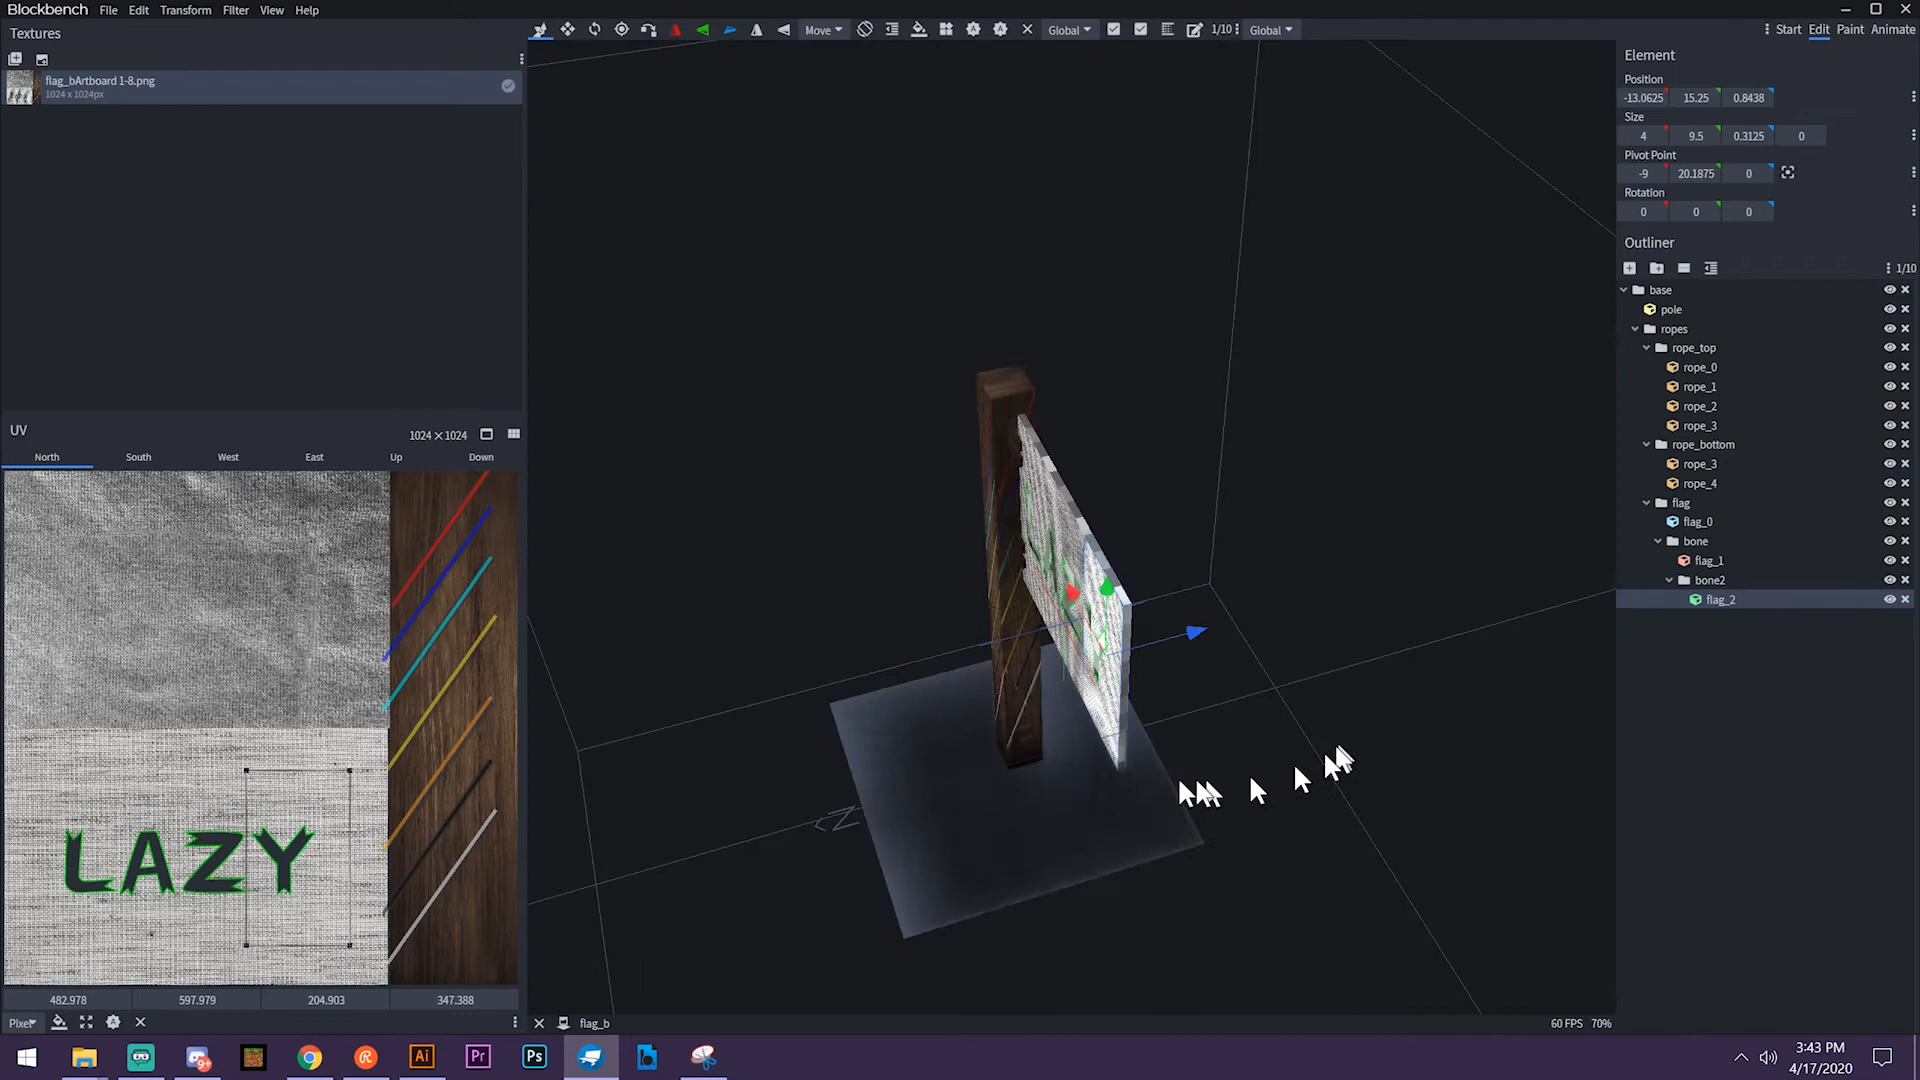 Blockbench File Edit Transform Filter View Help
Textures
Move Global 1/10 Global
Start Edit Paint Animate
flag_bArtboard 1-8.png
1024 x 1024px
Element
Position
-13.0625 15.25 0.8438
Size
4 9.5 0.3125 0
Pivot Point
-9 20.1875 0
Rotation
0 0 0
Outliner
1/10
base
pole
ropes
rope_top
rope_0
rope_1
rope_2
rope_3
rope_bottom
rope_3
rope_4
flag
flag_0
bone
flag_1
bone2
flag_2
UV
1024 × 1024
North South West East Up Down
LAZY
N
482.978 597.979 204.903 347.388
Pixel
flag_b
60 FPS 70%
9+
Ai
Pr
Ps
3:43 PM
4/17/2020